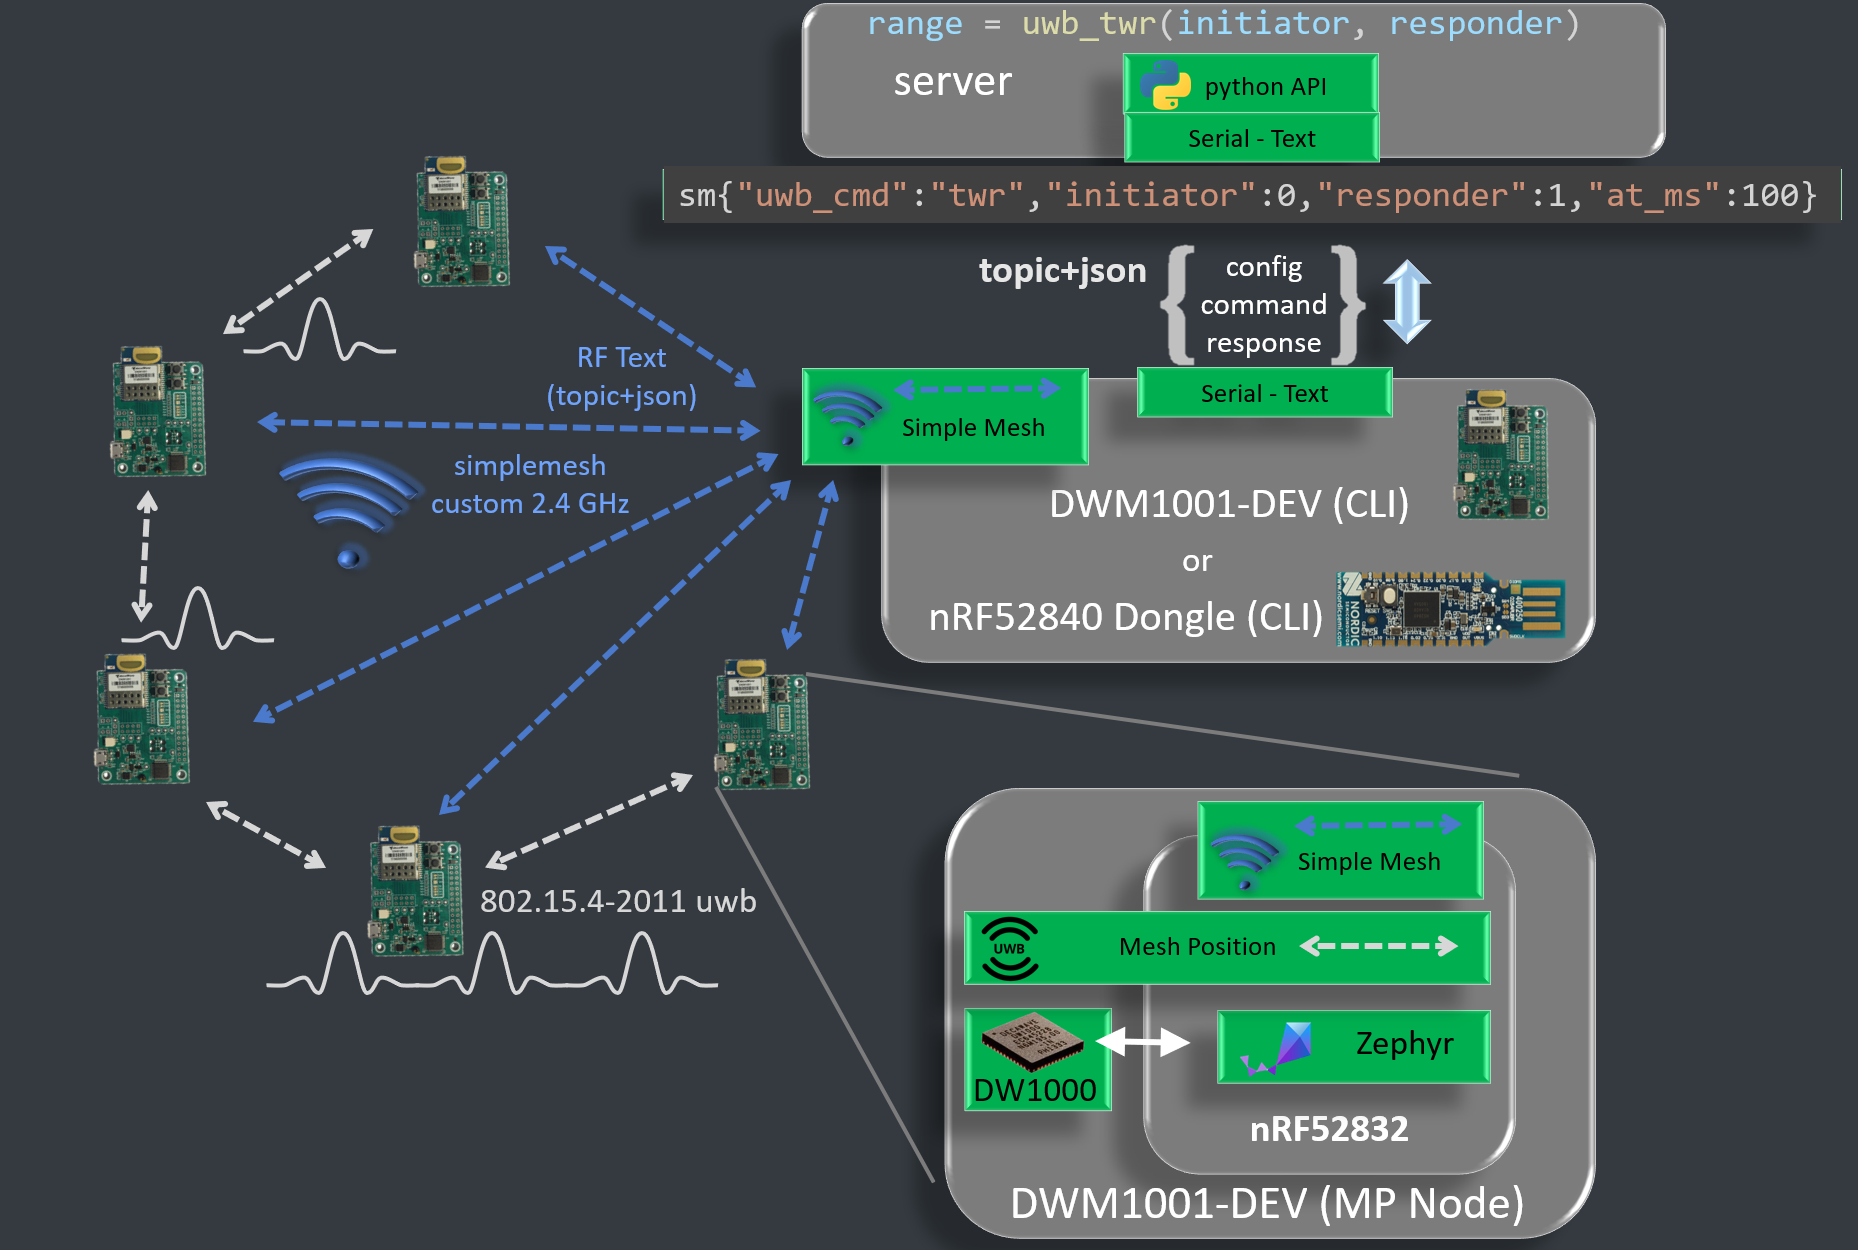 range = uwb_twr(initiator, responder)
server
python API
Serial - Text
sm{"uwb_cmd":"twr","initiator":0,"responder":1,"at_ms":100}
topic+json
config
command
response
RF Text
(topic+json)
simplemesh
custom 2.4 GHz
Simple Mesh
Serial - Text
DWM1001-DEV (CLI)
or
nRF52840 Dongle (CLI)
NORDIC
802.15.4-2011 uwb
Simple Mesh
UWB
Mesh Position
DECAWAVE
DW1000
DW1000
Zephyr
nRF52832
DWM1001-DEV (MP Node)